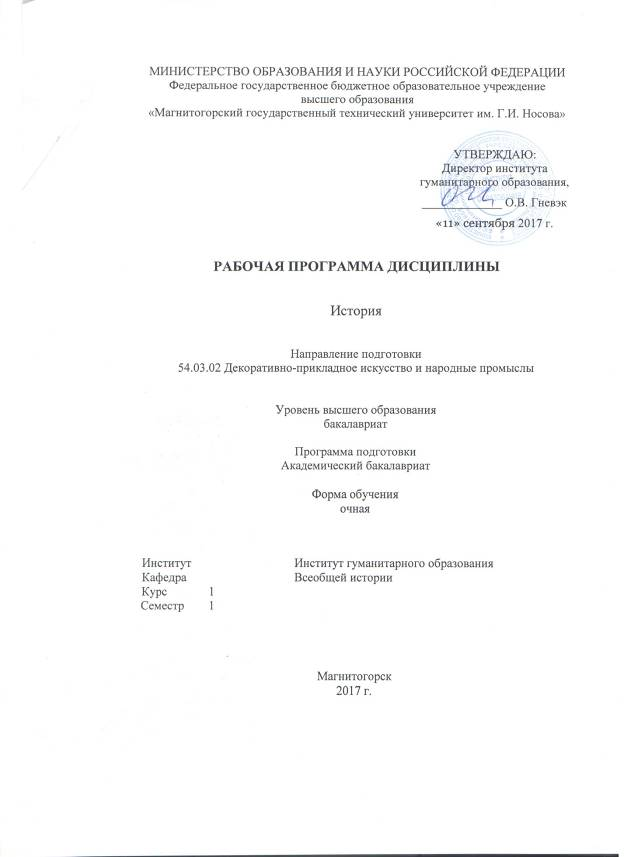 МИНИСТЕРСТВО ОБРАЗОВАНИЯ И НАУКИ РОССИЙСКОЙ ФЕДЕРАЦИИ
Федеральное государственное бюджетное образовательное учреждение
высшего образования
«Магнитогорский государственный технический университет им. Г.И. Носова»
УТВЕРЖДАЮ:
Директор института
гуманитарного образования,
О.В. Гневэк
«11» сентября 2017 г.
РАБОЧАЯ ПРОГРАММА ДИСЦИПЛИНЫ
История
Направление подготовки
54.03.02 Декоративно-прикладное искусство и народные промыслы
Уровень высшего образования
бакалавриат
Программа подготовки
Академический бакалавриат
Форма обучения
очная
Институт Институт гуманитарного образования
Кафедра Всеобщей истории
Курс 1
Семестр 1
Магнитогорск
2017 г.